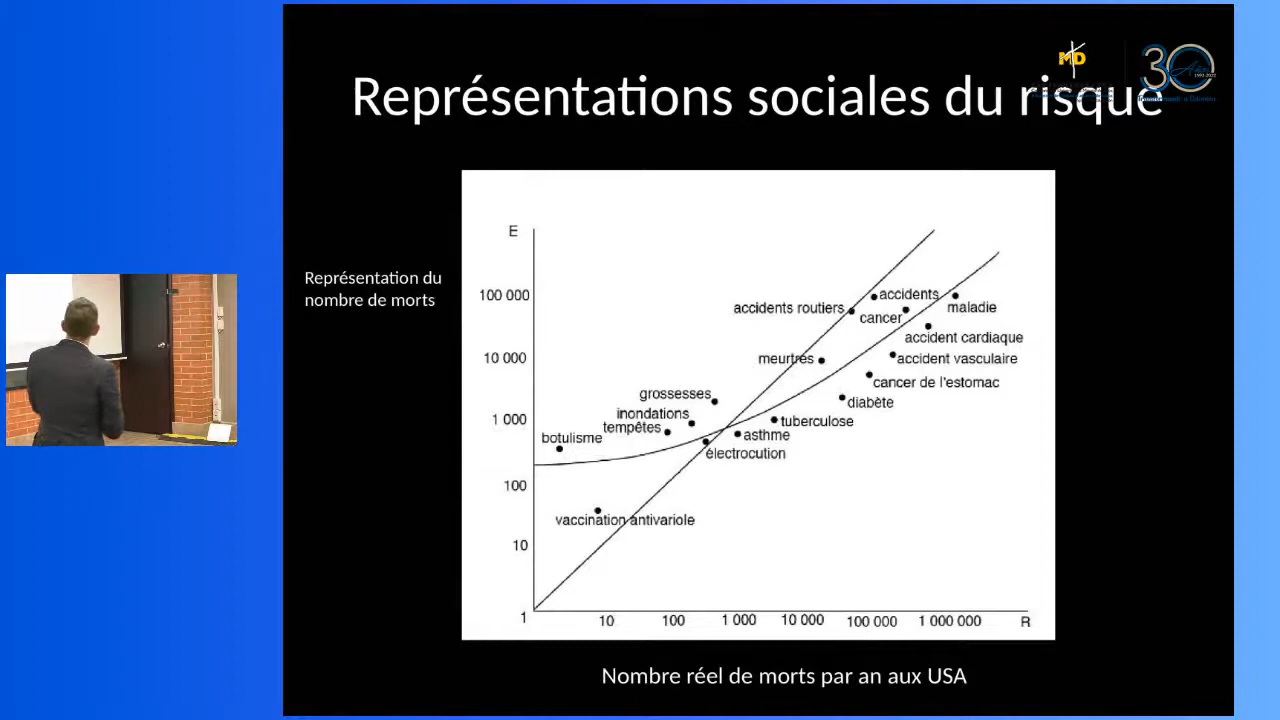 Représentations sociales du risque
MD
30
Représentation du
nombre de morts
E
100 000
10 000
1 000
100
10
1
accidents routiers
accidents
cancer
maladie
accident cardiaque
meurtres
accident vasculaire
cancer de l'estomac
grossesses
diabète
inondations
tempêtes
tuberculose
botulisme
asthme
électrocution
vaccination antivariole
10
100
1 000
10 000
100 000
1 000 000
R
Nombre réel de morts par an aux USA